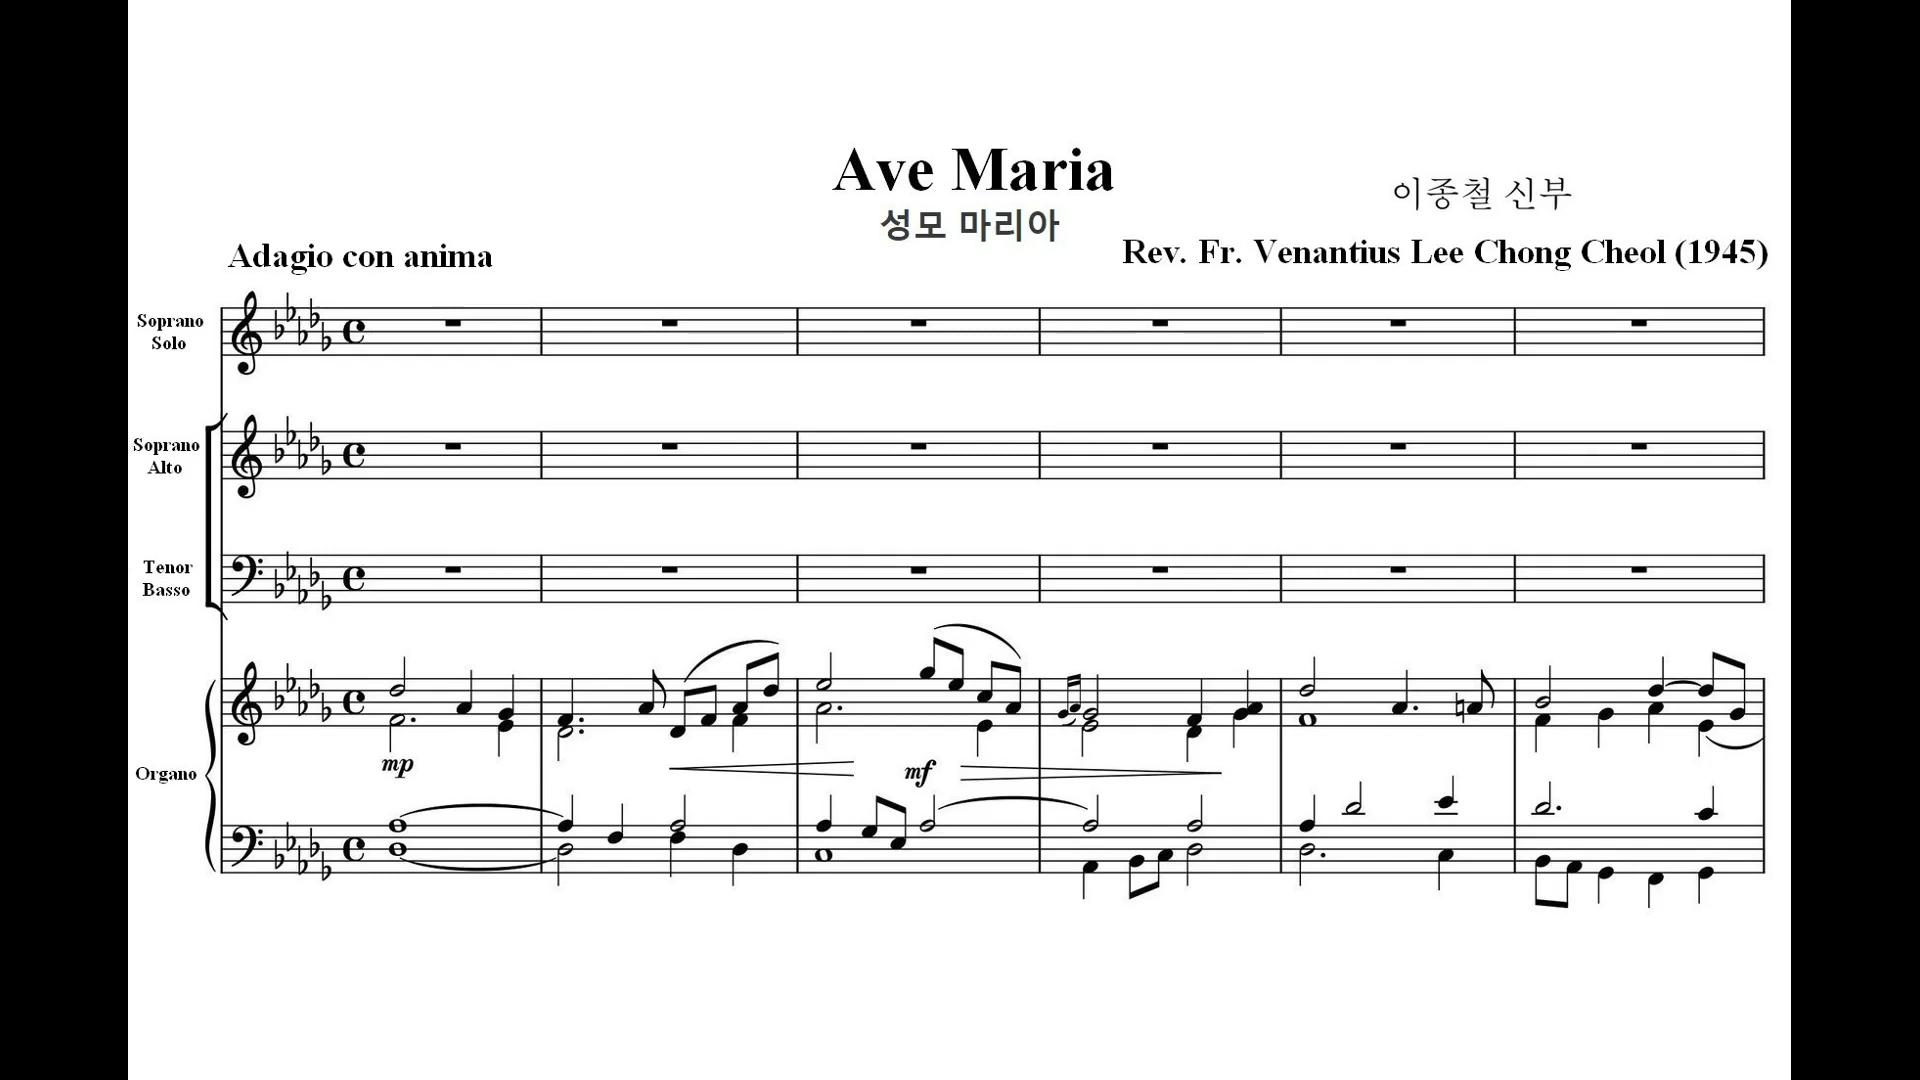 Ave Maria
이종철 신부
성모 마리아
Adagio con anima
Rev. Fr. Venantius Lee Chong Cheol (1945)
Soprano
Solo
Soprano
Alto
Tenor
Basso
Organo
mp
mf